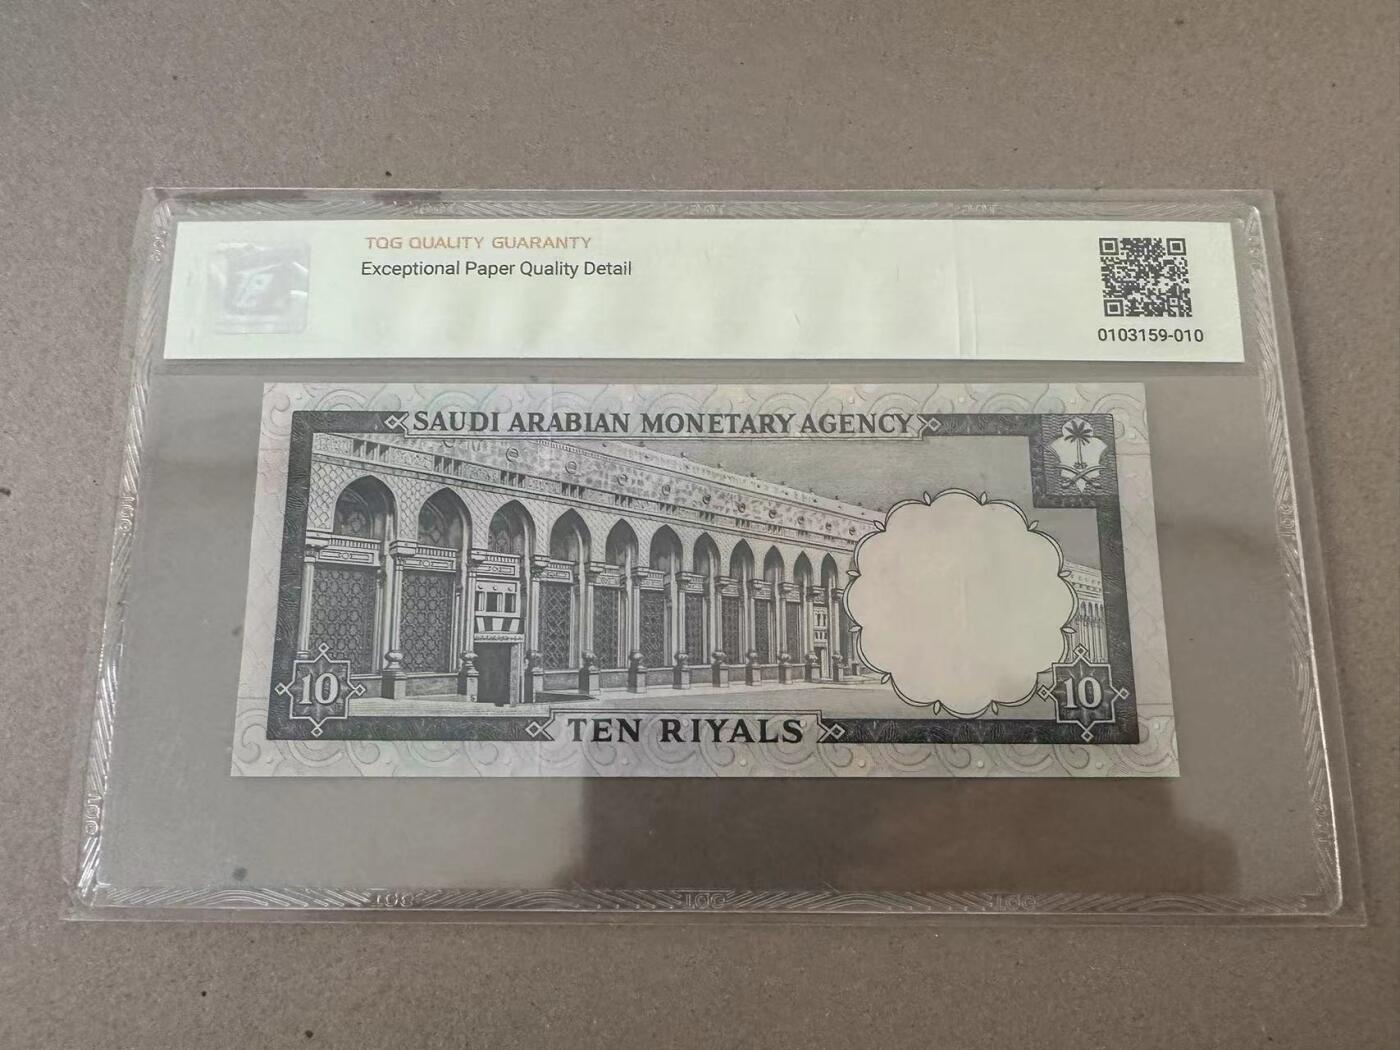 TQG QUALITY GUARANTY
Exceptional Paper Quality Detail
0103159-010
SAUDI ARABIAN MONETARY AGENCY
10
10
TEN RIYALS